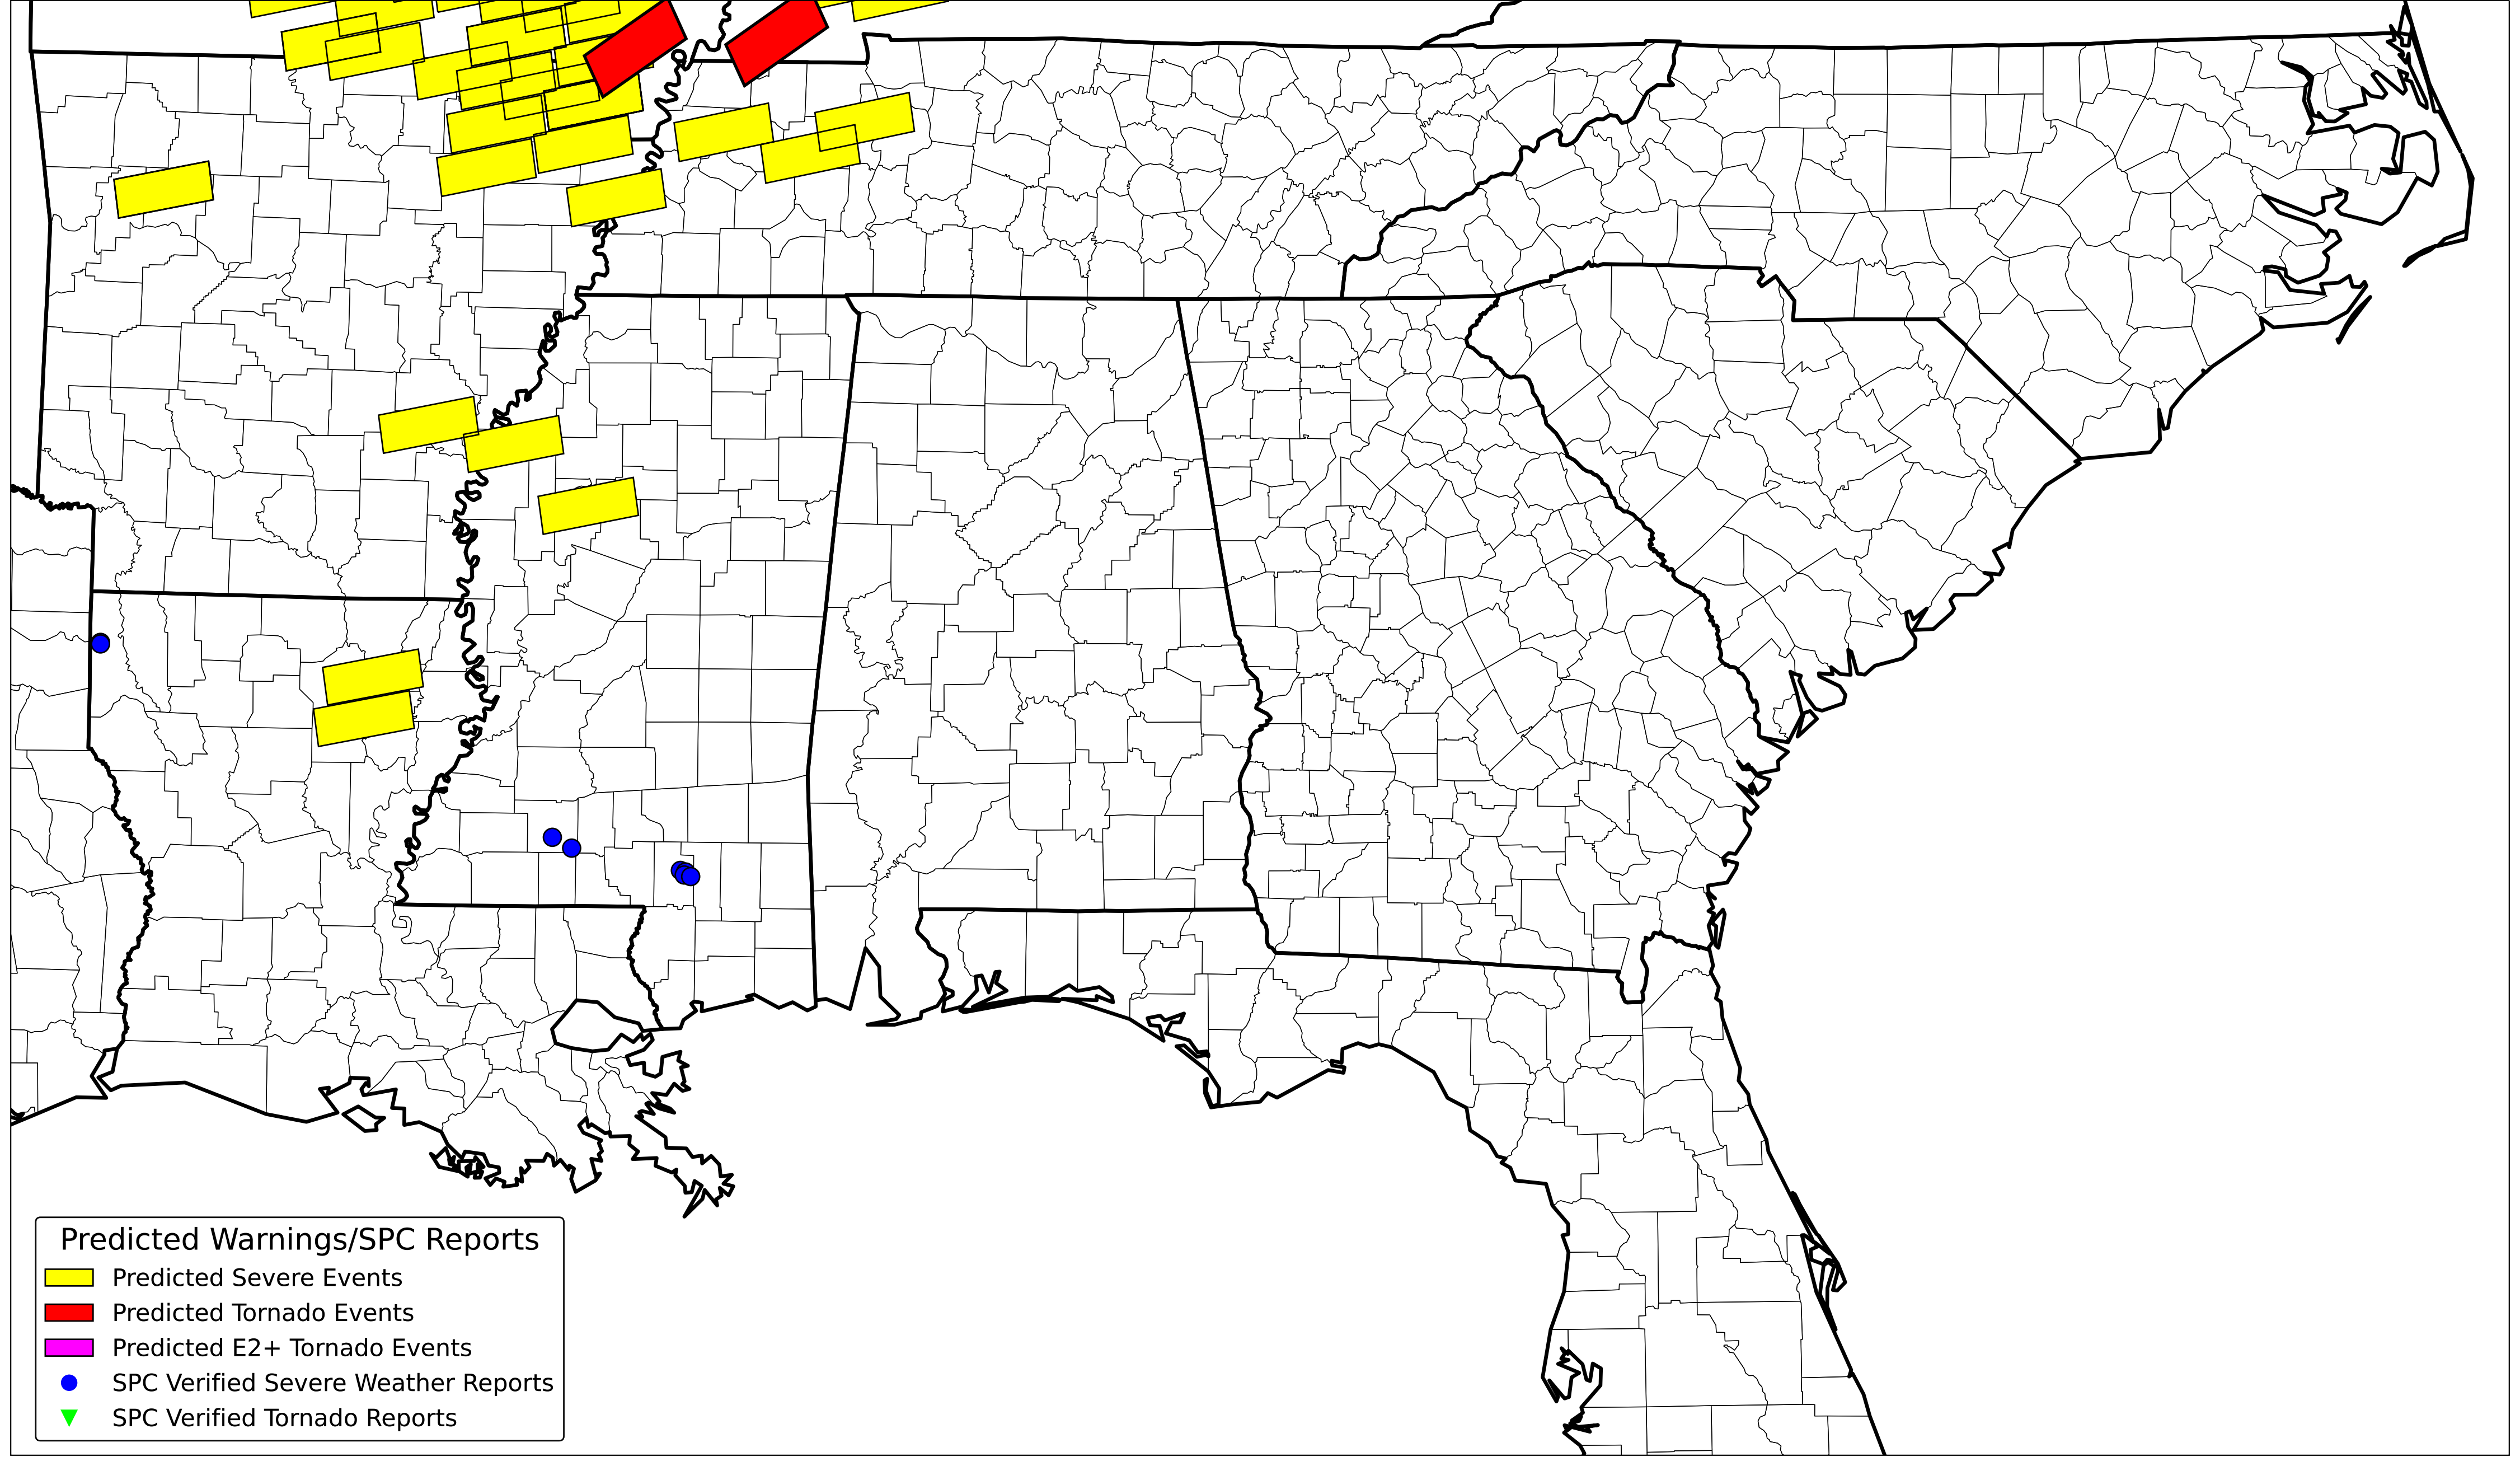 Predicted Warnings/SPC Reports
Predicted Severe Events
Predicted Tornado Events
Predicted E2+ Tornado Events
SPC Verified Severe Weather Reports
SPC Verified Tornado Reports